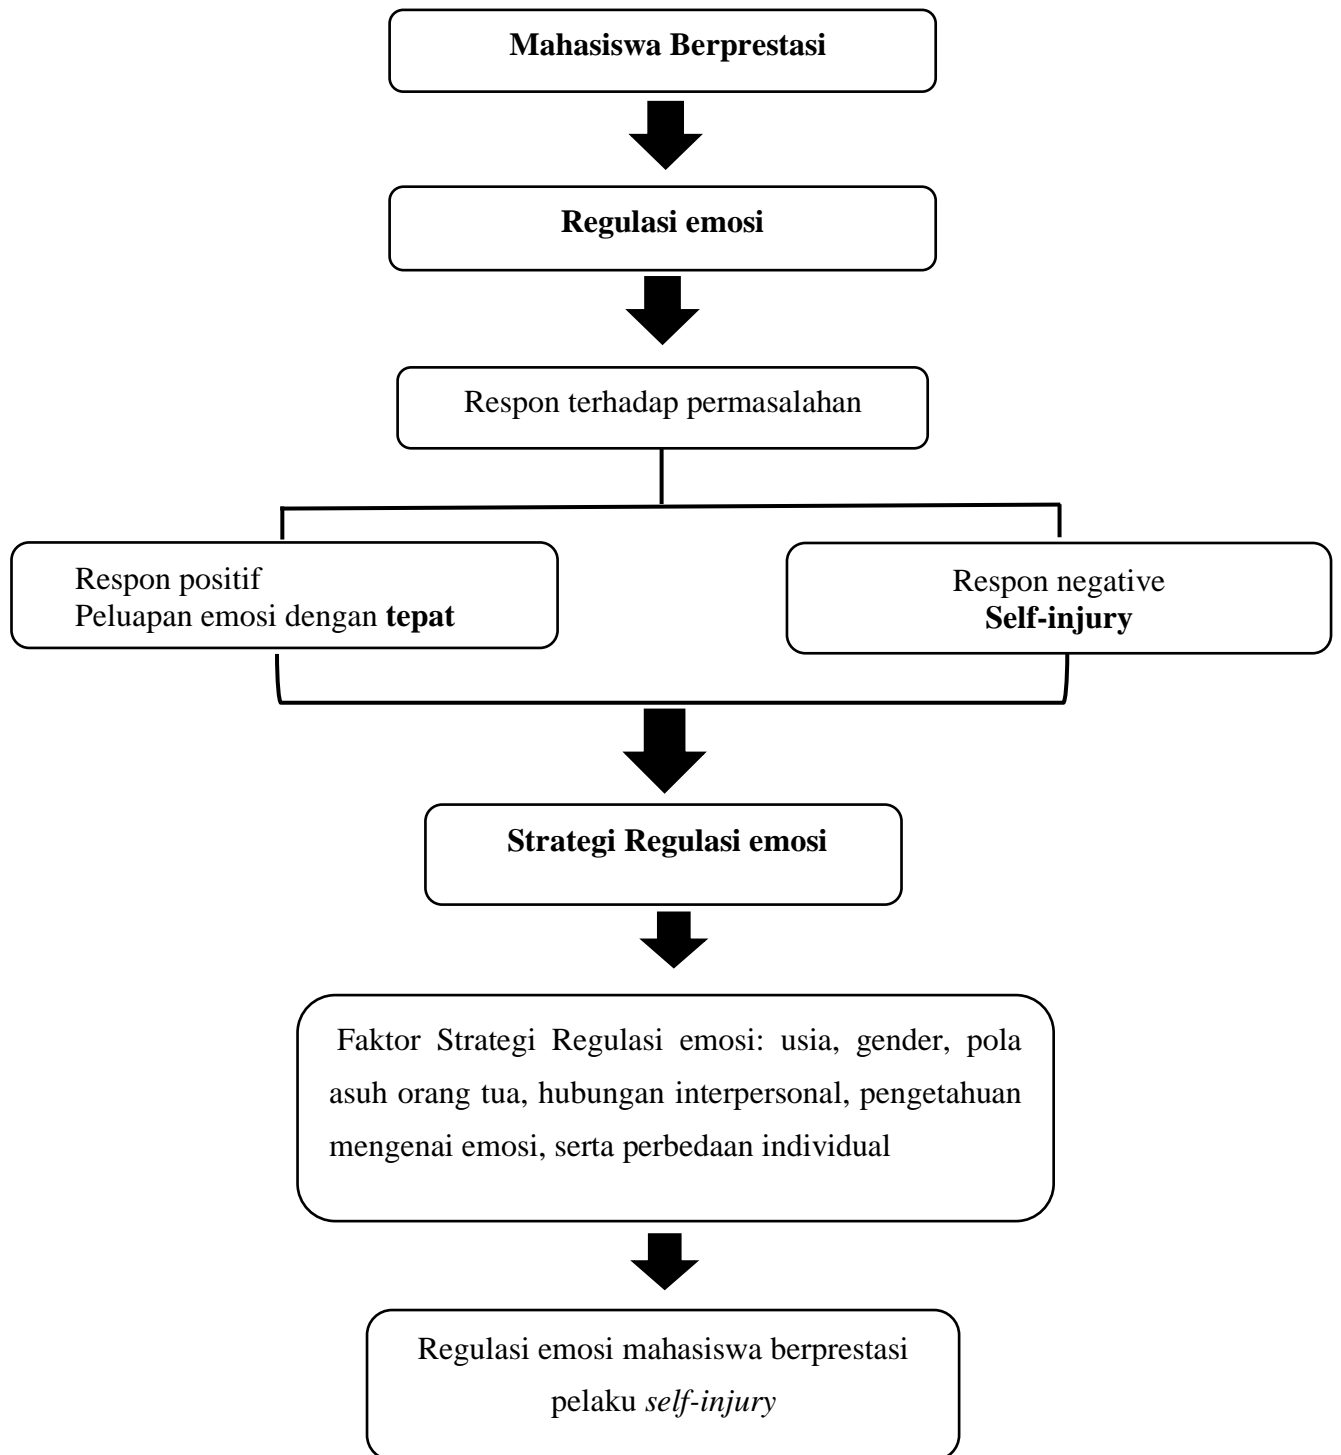 Mahasiswa Berprestasi
Regulasi emosi
Respon terhadap permasalahan
Respon positif
Peluapan emosi dengan tepat
Respon negative
Self-injury
Strategi Regulasi emosi
Faktor Strategi Regulasi emosi: usia, gender, pola
asuh orang tua, hubungan interpersonal, pengetahuan
mengenai emosi, serta perbedaan individual
Regulasi emosi mahasiswa berprestasi
pelaku self-injury